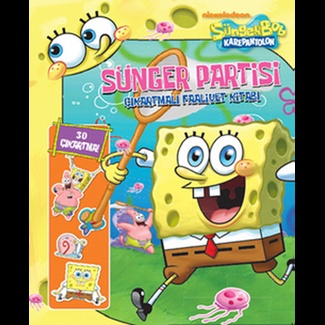 nickelodeon
SüngerBob
KAREPANTOLON
SÜNGER PARTİSİ
ÇIKARTMALI FAALİYET KİTABI
30
ÇIKARTMA!